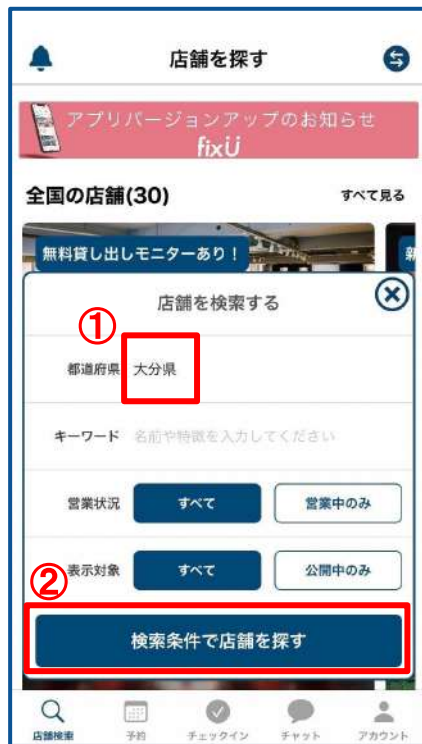 店舗を探す
アプリバージョンアップのお知らせ
fixU
全国の店舗(30) すべて見る
無料貸し出しモニターあり！ 新
店舗を検索する
①
都道府県 大分県
キーワード 名前や特徴を入力してください
営業状況 すべて 営業中のみ
②
表示対象 すべて 公開中のみ
検索条件で店舗を探す
店舗検索 予約 チェックイン チャット アカウント